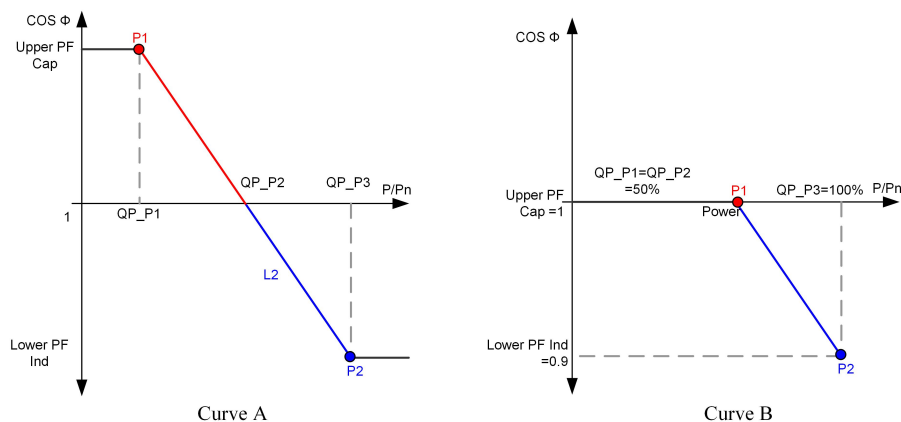 COS Φ
Upper PF
Cap
P1
QP_P2
QP_P3
P/Pn
1
QP_P1
L2
Lower PF
Ind
P2
Curve A
COS Φ
QP_P1=QP_P2
=50%
P1
QP_P3=100%
P/Pn
Upper PF
Cap =1
Power
Lower PF Ind
=0.9
P2
Curve B